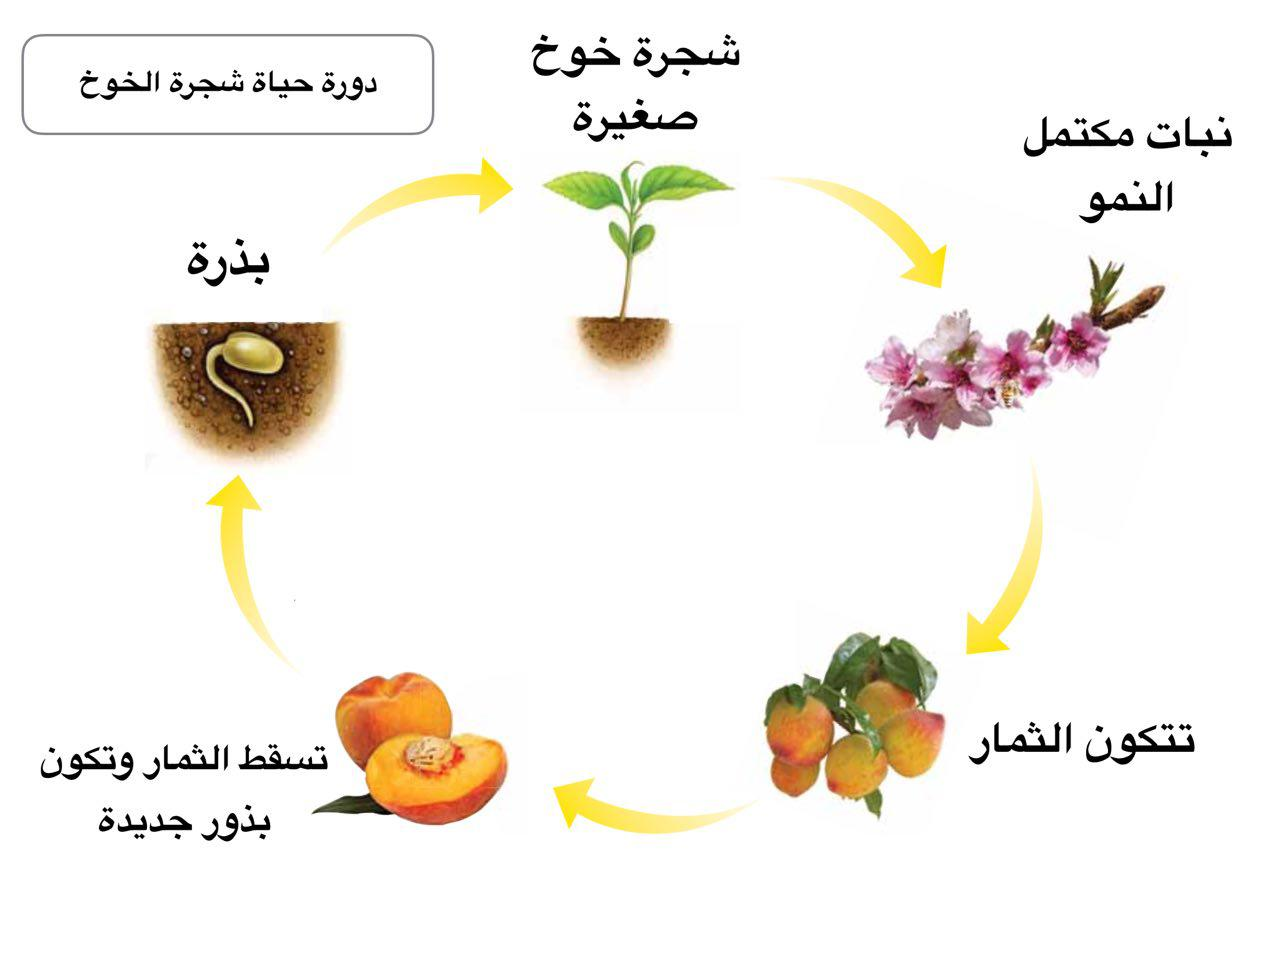 دورة حياة شجرة الخوخ
شجرة خوخ
صغيرة
نبات مكتمل
النمو
تتكون الثمار
تسقط الثمار وتكون
بذور جديدة
بذرة